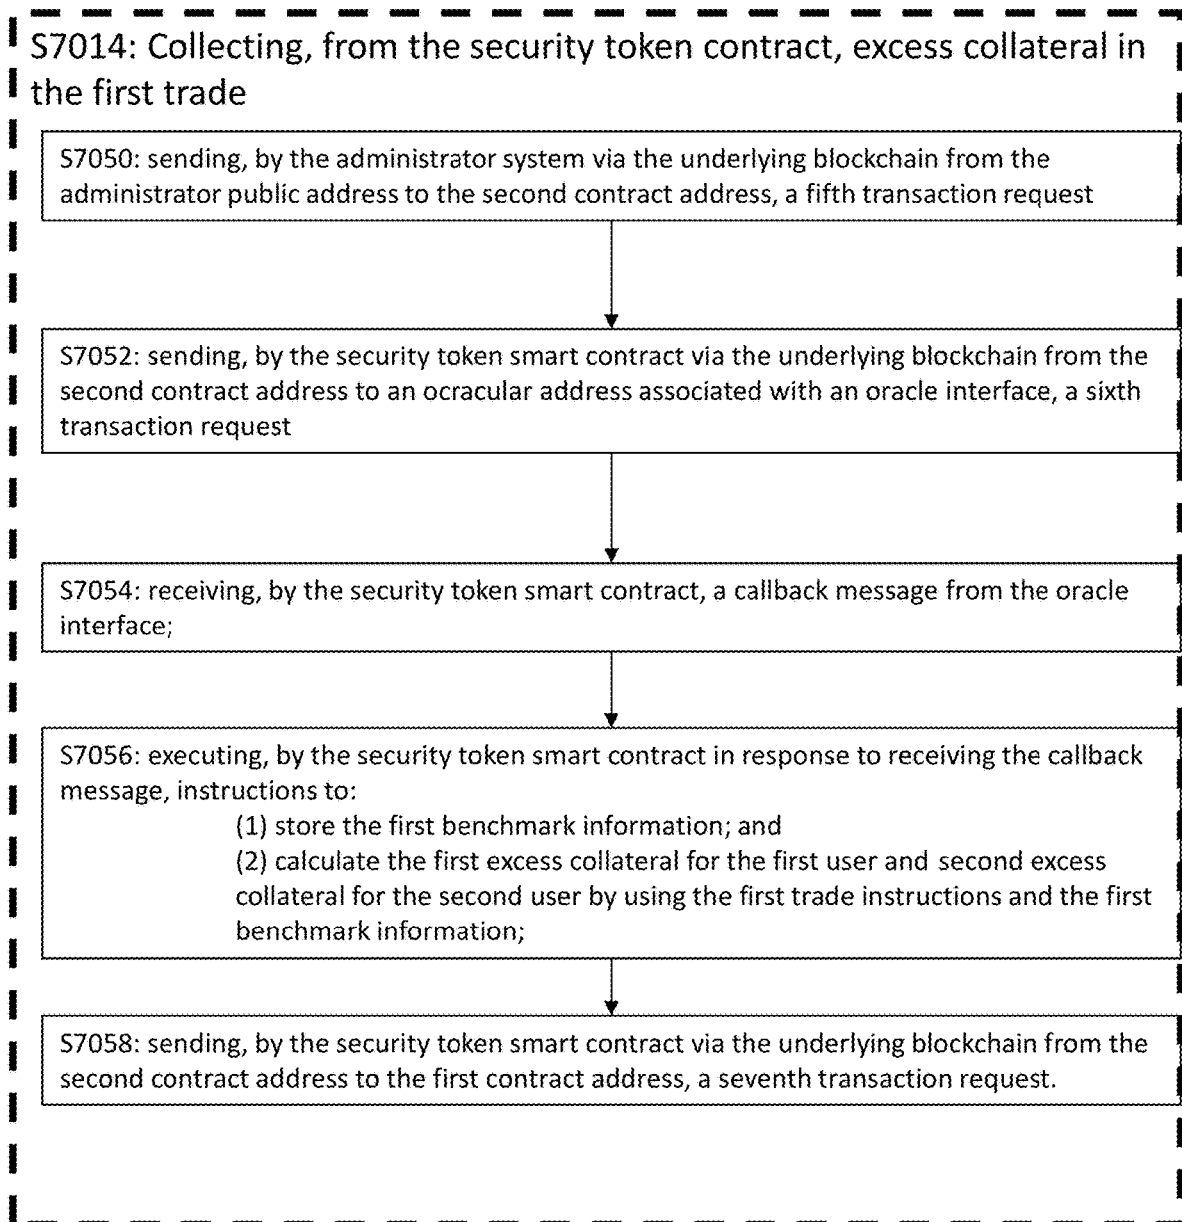 S7014: Collecting, from the security token contract, excess collateral in
the first trade
S7050: sending, by the administrator system via the underlying blockchain from the
administrator public address to the second contract address, a fifth transaction request
S7052: sending, by the security token smart contract via the underlying blockchain from the
second contract address to an ocracular address associated with an oracle interface, a sixth
transaction request
S7054: receiving, by the security token smart contract, a callback message from the oracle
interface;
S7056: executing, by the security token smart contract in response to receiving the callback
message, instructions to:
(1) store the first benchmark information; and
(2) calculate the first excess collateral for the first user and second excess
collateral for the second user by using the first trade instructions and the first
benchmark information;
S7058: sending, by the security token smart contract via the underlying blockchain from the
second contract address to the first contract address, a seventh transaction request.